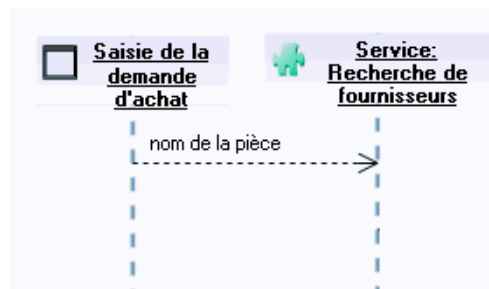 Saisie de la
demande
d'achat
Service:
Recherche de
fournisseurs
nom de la pièce